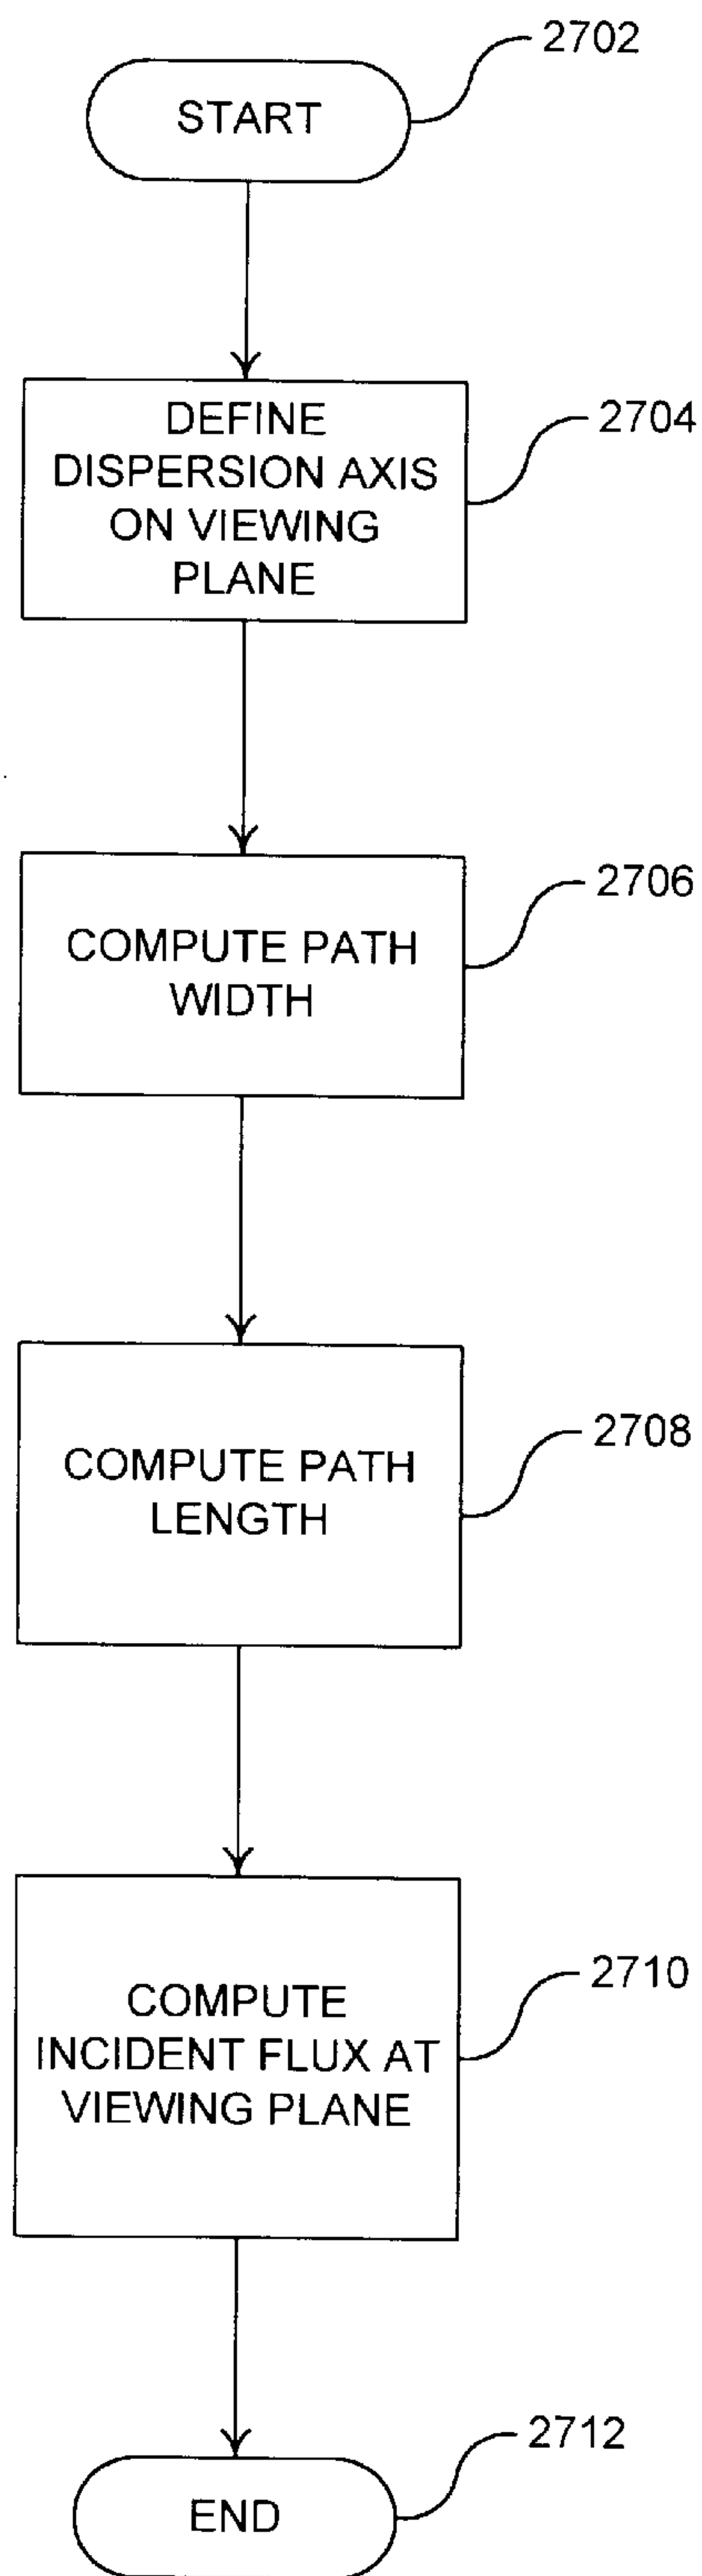 2702
START
2704
DEFINE
DISPERSION AXIS
ON VIEWING
PLANE
2706
COMPUTE PATH
WIDTH
2708
COMPUTE PATH
LENGTH
2710
COMPUTE
INCIDENT FLUX AT
VIEWING PLANE
2712
END